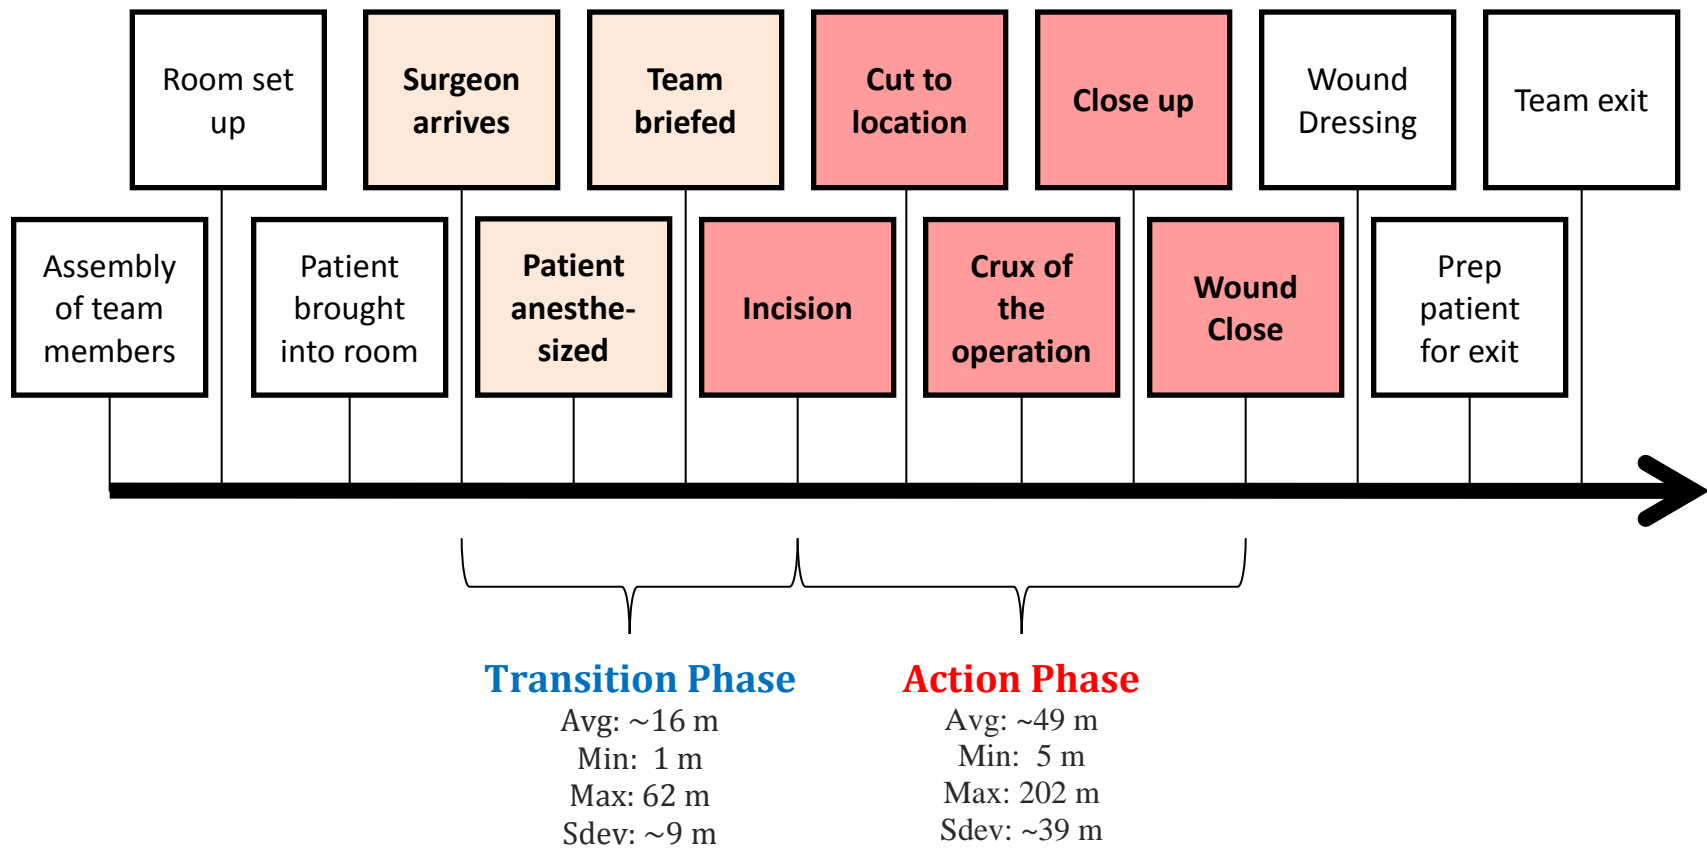 Room set
up
Surgeon
arrives
Team
briefed
Cut to
location
Close up
Wound
Dressing
Team exit
Assembly
of team
members
Patient
brought
into room
Patient
anesthe-
sized
Incision
Crux of
the
operation
Wound
Close
Prep
patient
for exit
Transition Phase
Avg: ~16 m
Min: 1 m
Max: 62 m
Sdev: ~9 m
Action Phase
Avg: ~49 m
Min: 5 m
Max: 202 m
Sdev: ~39 m